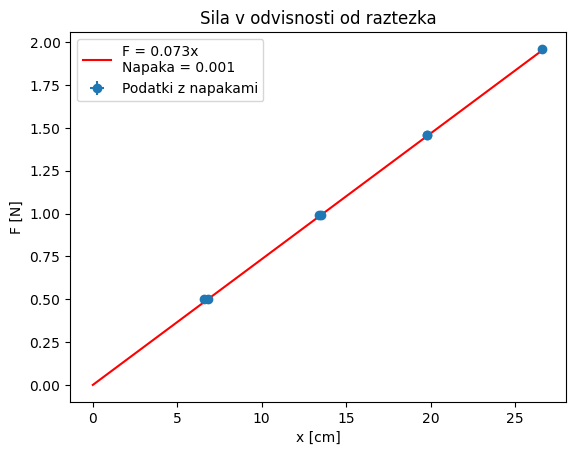 Sila v odvisnosti od raztezka
F = 0.073x
Napaka = 0.001
Podatki z napakami
F [N]
2.00
1.75
1.50
1.25
1.00
0.75
0.50
0.25
0.00
0
5
10
15
20
25
x [cm]